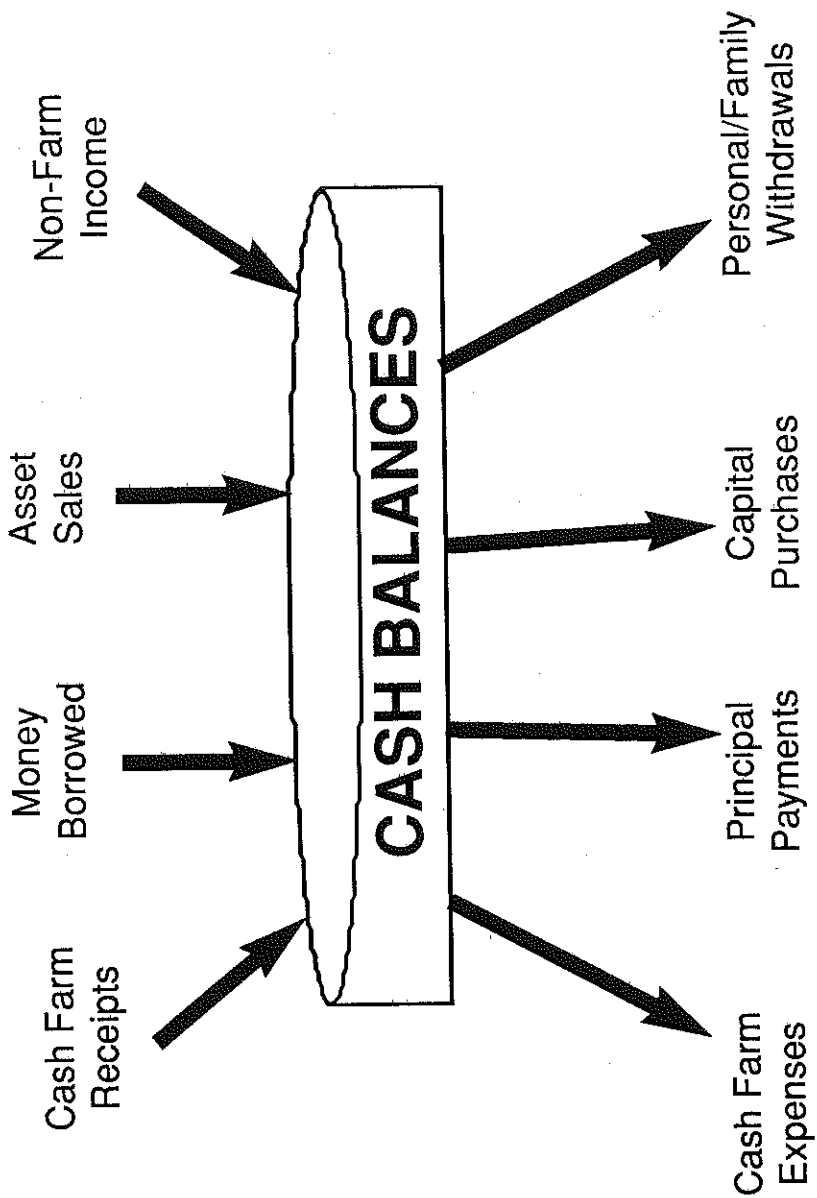 Cash Farm
Receipts
Money
Borrowed
Asset
Sales
Non-Farm
Income
CASH BALANCES
Cash Farm
Expenses
Principal
Payments
Capital
Purchases
Personal/Family
Withdrawals